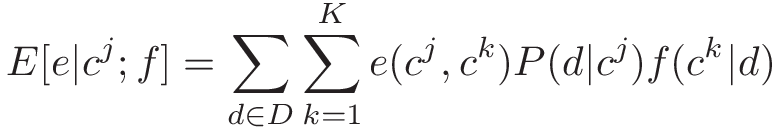 E[e|c^j; f] = \sum_{d \in D} \sum_{k=1}^{K} e(c^j, c^k) P(d|c^j) f(c^k|d)